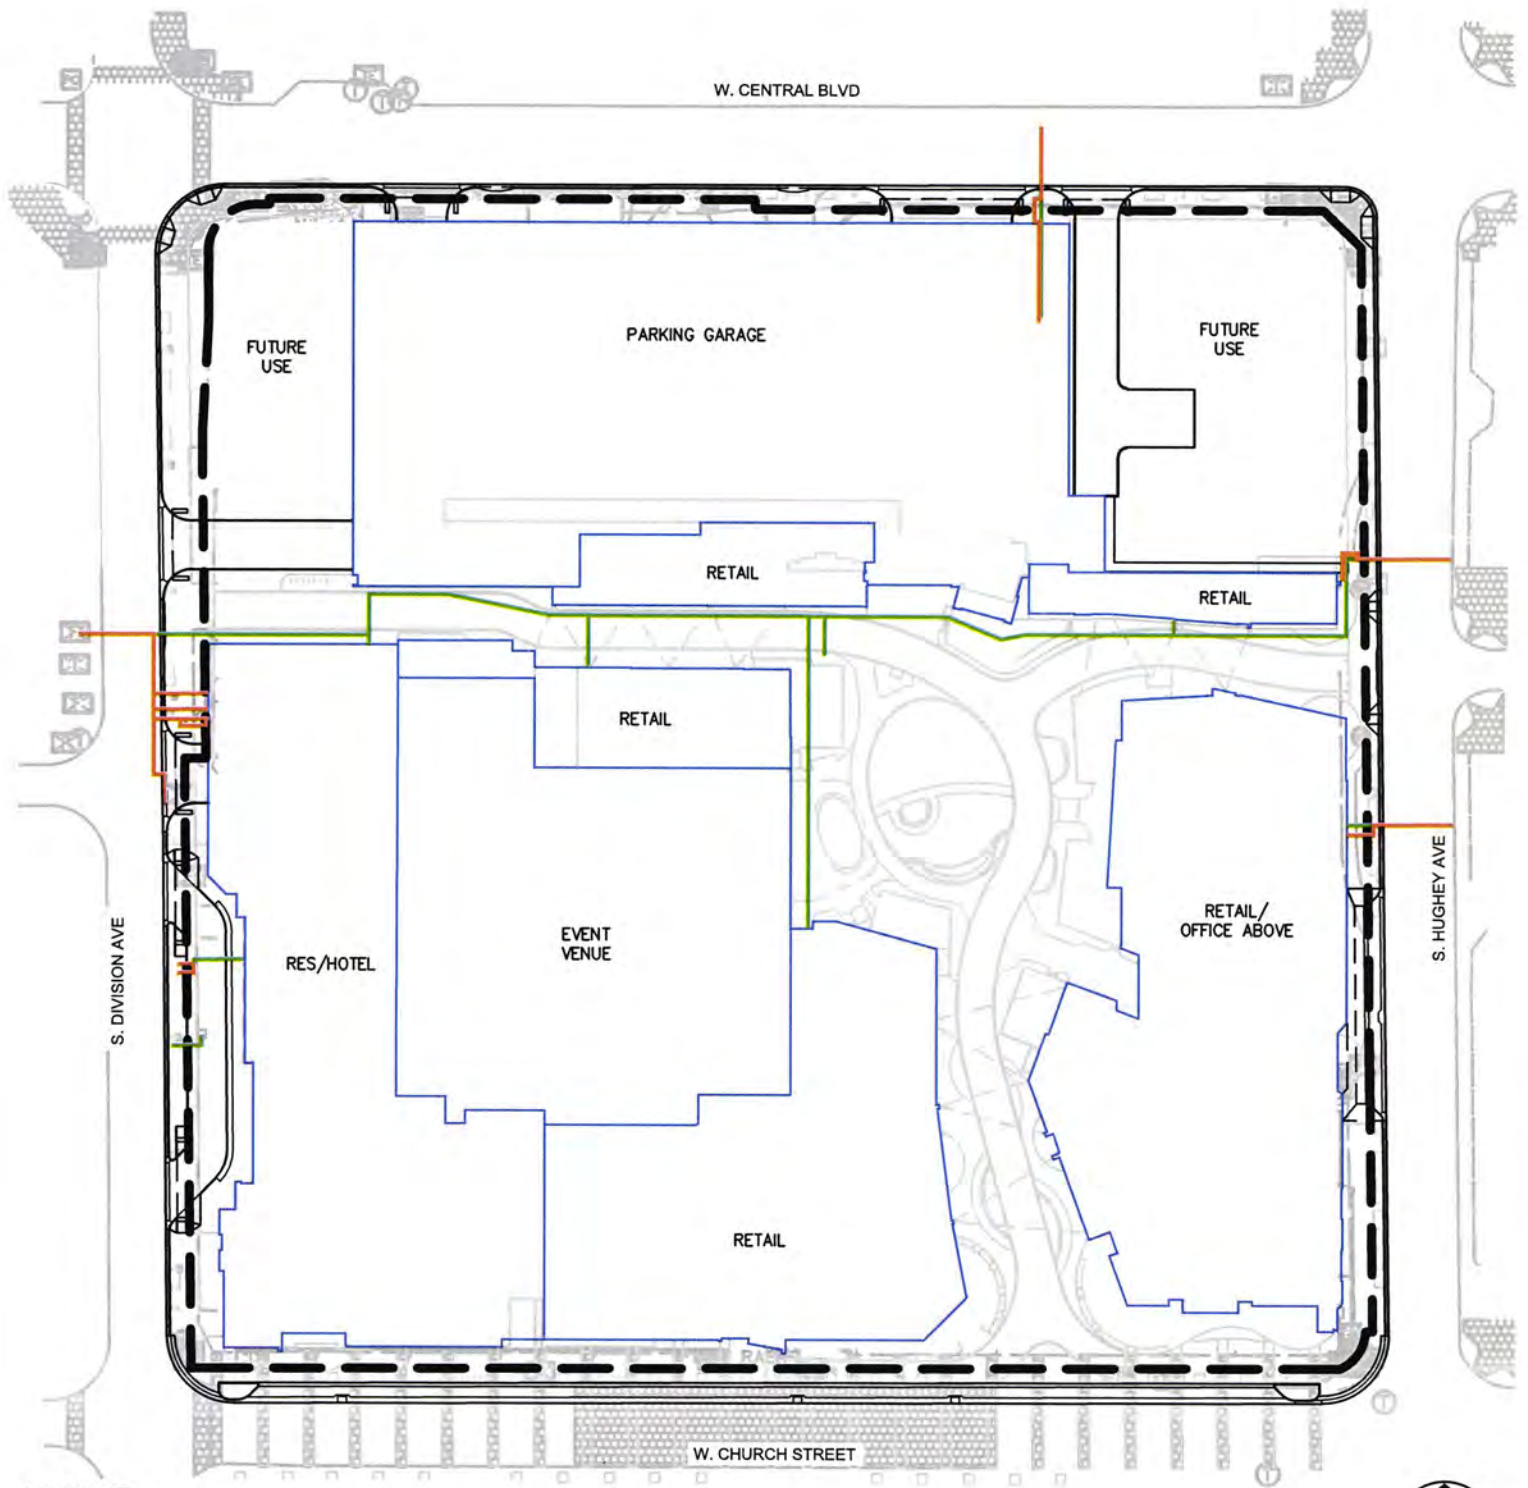 W. CENTRAL BLVD
FUTURE
USE
PARKING GARAGE
FUTURE
USE
RETAIL
RETAIL
RETAIL
S. DIVISION AVE
RES/HOTEL
EVENT
VENUE
RETAIL/
OFFICE ABOVE
S. HUGHEY AVE
RETAIL
W. CHURCH STREET